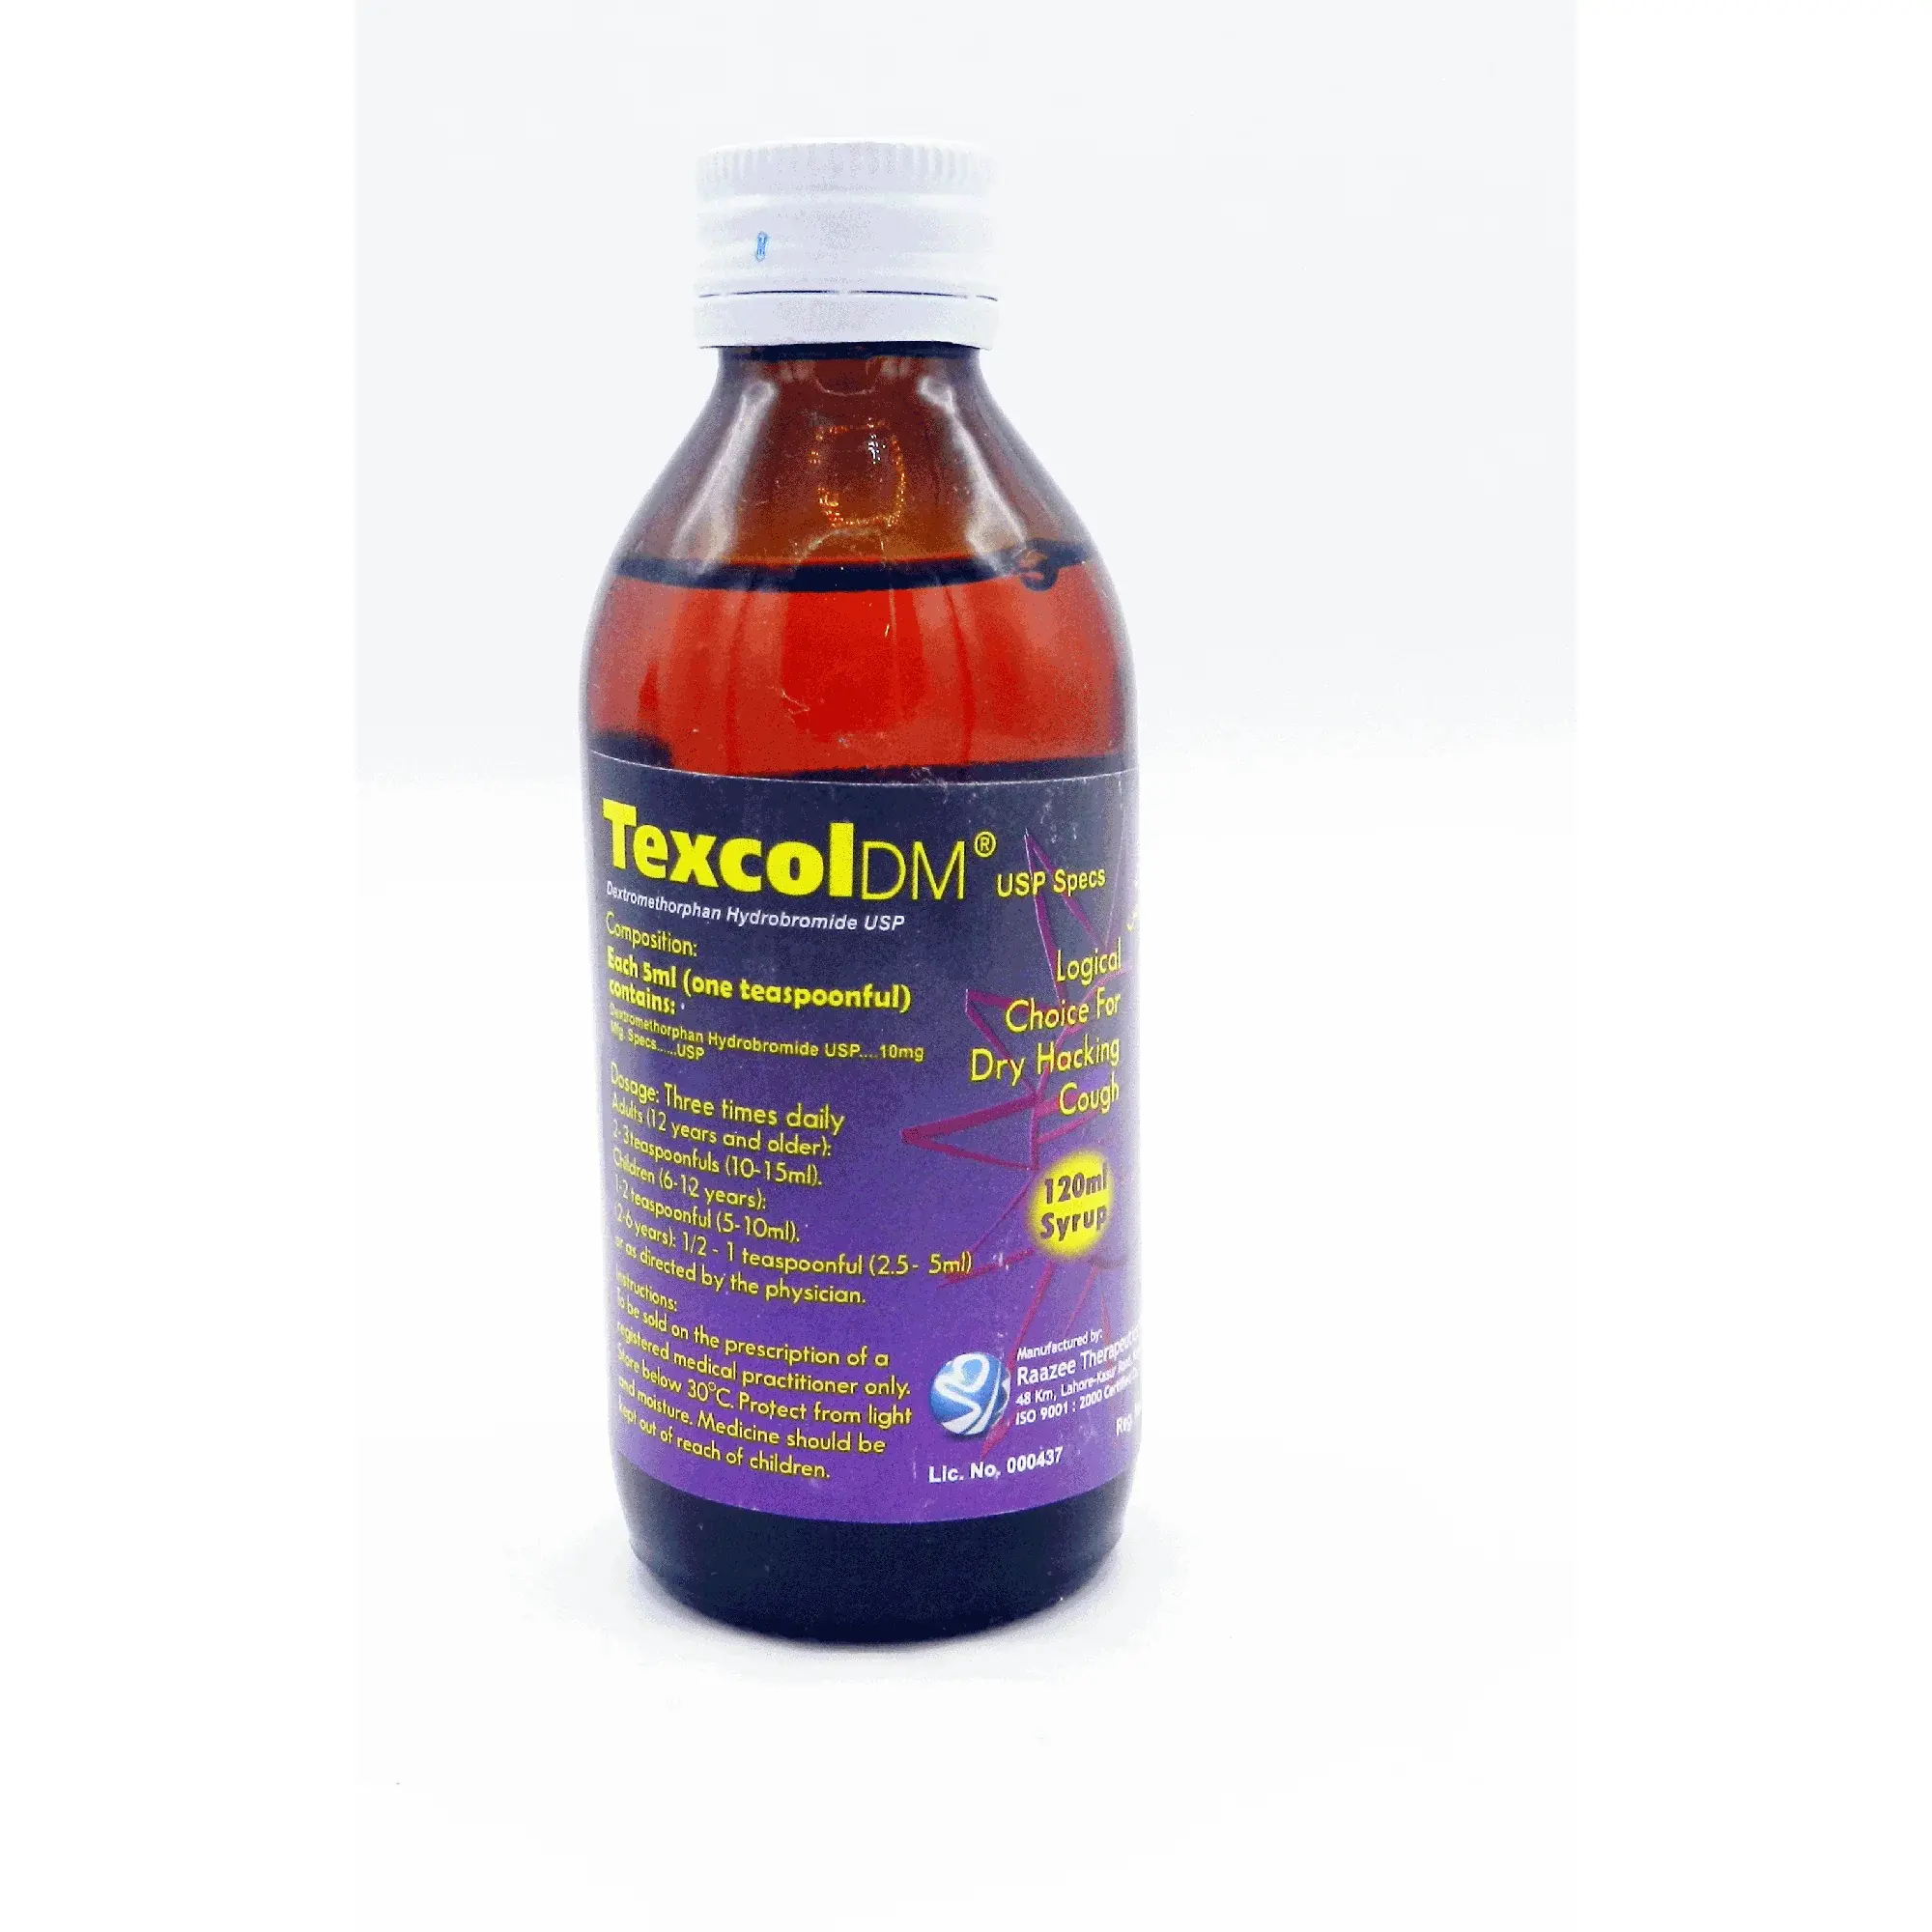 TexcolDM® USP Specs
Dextromethorphan Hydrobromide USP
Composition:
Each 5ml (one teaspoonful)
contains:
Dextromethorphan Hydrobromide USP....10mg
Mfg. Specs.....USP
Dosage: Three times daily
Adults (12 years and older):
2-3teaspoonfuls (10-15ml).
Children (6-12 years):
1-2 teaspoonful (5-10ml).
(2-6 years): 1/2 - 1 teaspoonful (2.5- 5ml)
or as directed by the physician.
Instructions:
To be sold on the prescription of a
registered medical practitioner only.
Store below 30°C. Protect from light
and moisture. Medicine should be
kept out of reach of children.
Logical
Choice For
Dry Hacking
Cough
120ml
Syrup
Manufactured by:
Raazee
48 Km, Lahore-Kasur Road,
ISO 9001 : 2000
Lic. No. 000437